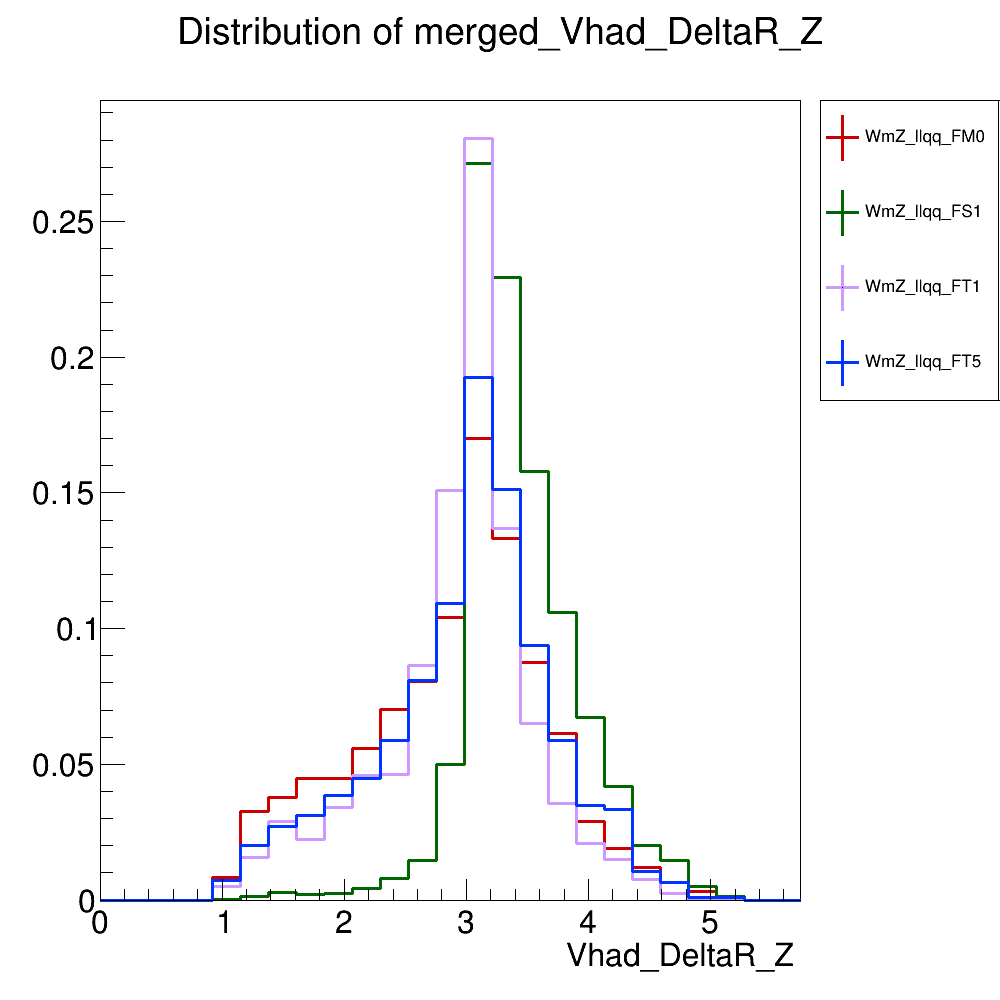 Distribution of merged_Vhad_DeltaR_Z
WmZ_llqq_FM0
WmZ_llqq_FS1
WmZ_llqq_FT1
WmZ_llqq_FT5
0.25
0.2
0.15
0.1
0.05
0
0 1 2 3 4 5
Vhad_DeltaR_Z